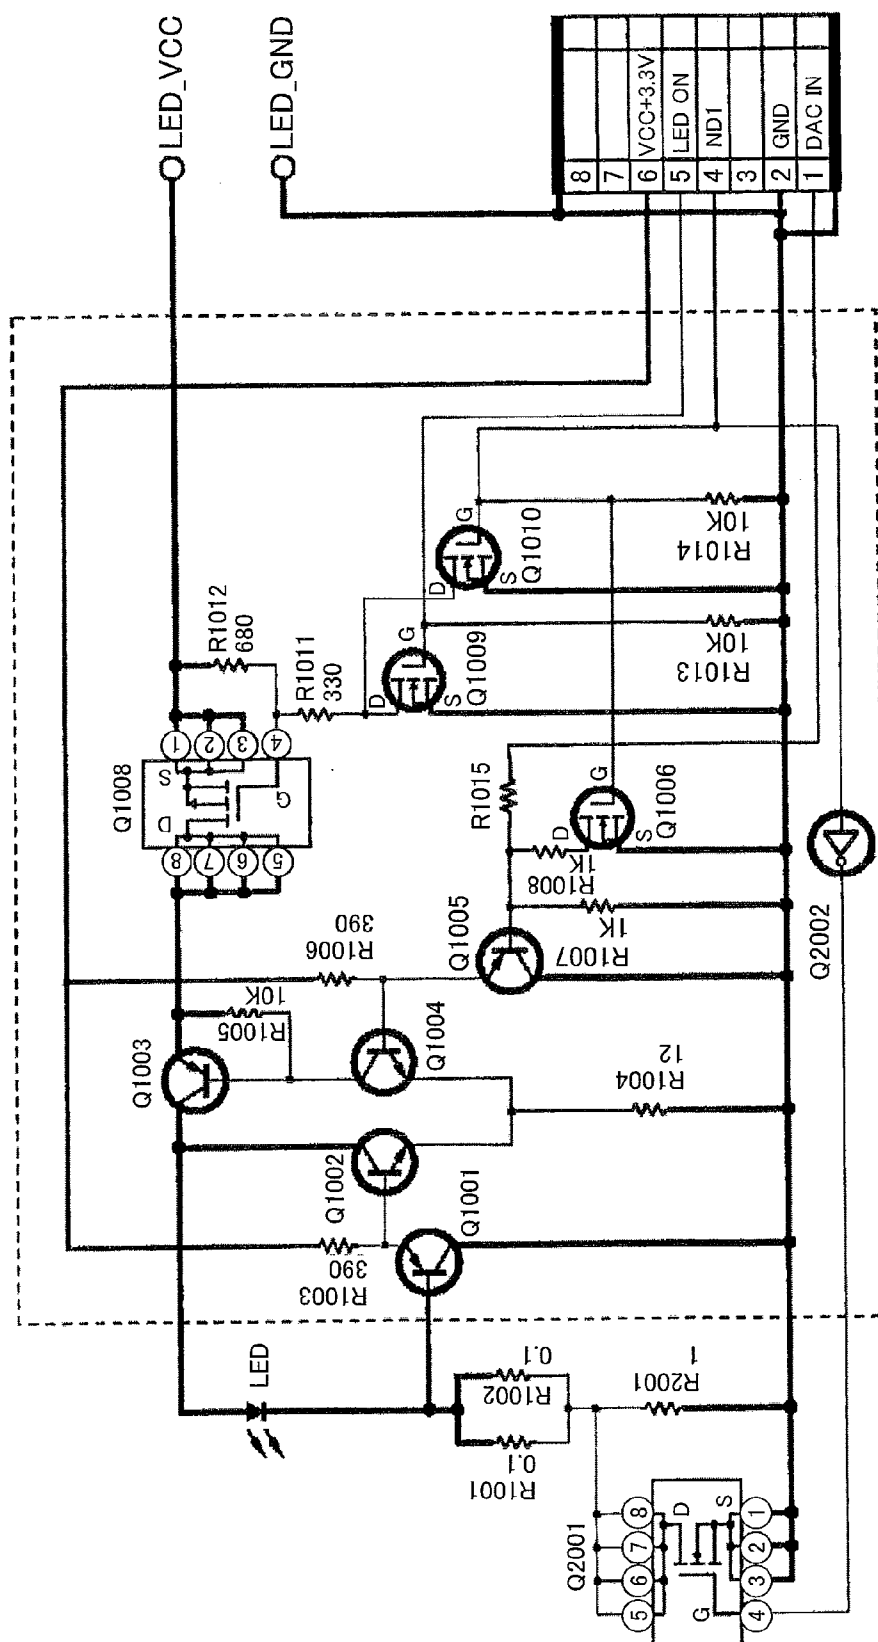 LED_VCC
LED_GND
8
7
6 VCC+3.3V
5 LED ON
4 ND1
3
2 GND
1 DAC IN
R1012
680
R1011
330
Q1010
D
G
S
10K
R1014
Q1009
D
G
S
10K
R1013
Q1008
1
2
3
4
S
G
D
8
7
6
5
R1015
Q1006
D
G
S
1K
R1008
1K
R1007
Q1005
390
R1006
10K
R1005
Q1003
Q1004
12
R1004
Q2002
Q1002
Q1001
390
R1003
LED
0.1
R1002
0.1
R1001
1
R2001
Q2001
8
7
6
5
D
S
G
1
2
3
4